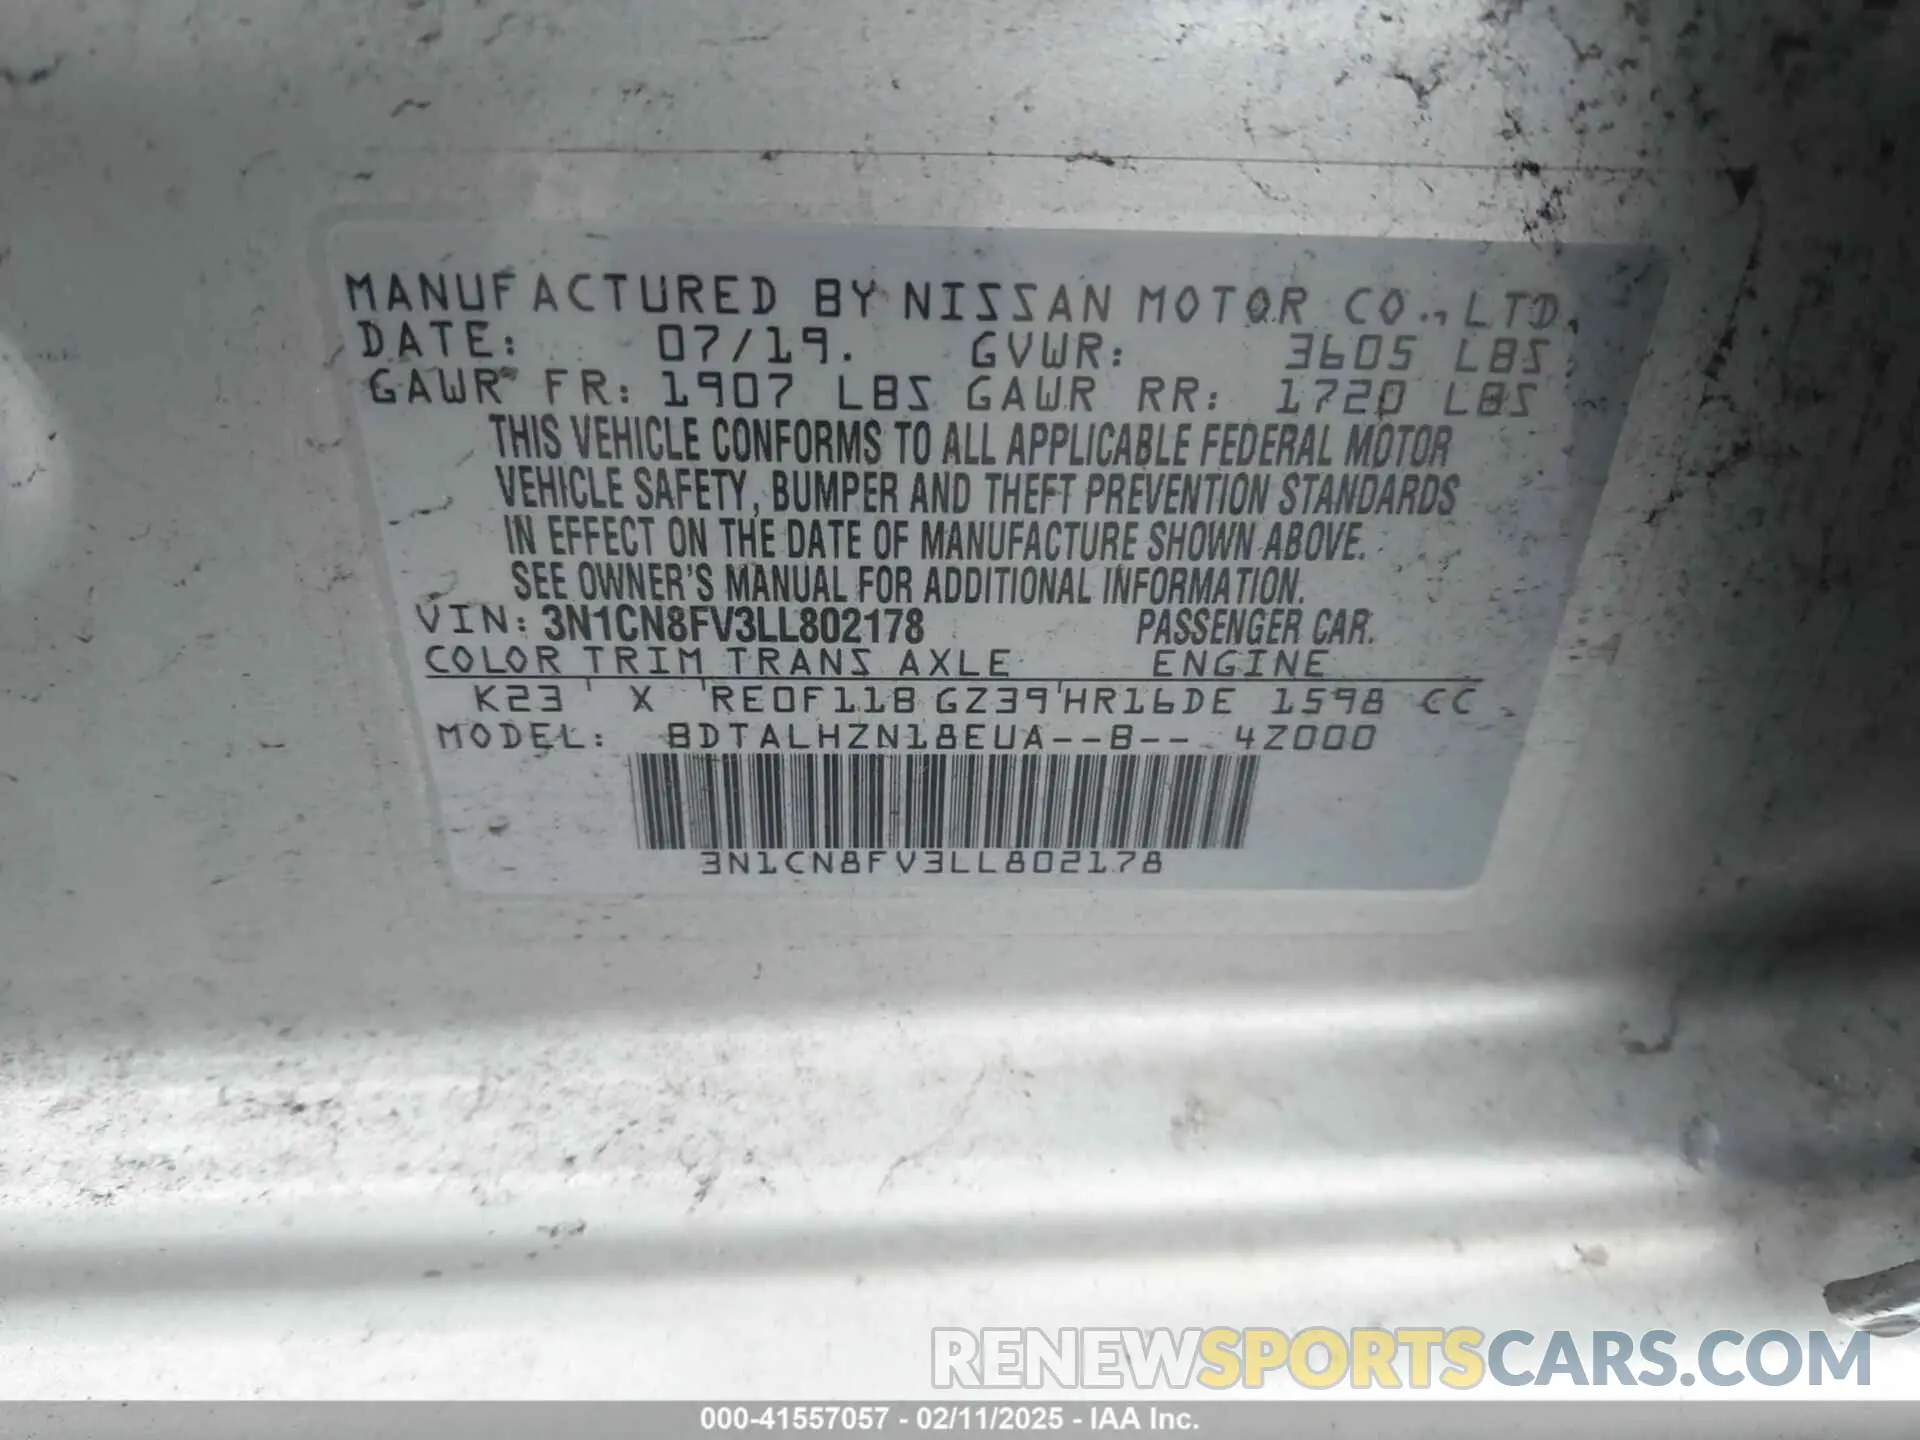 MANUFACTURED BY NISSAN MOTOR CO., LTD.
DATE: 07/19. GVWR: 3605 LBS
GAWR FR: 1907 LBS GAWR RR: 1720 LBS
THIS VEHICLE CONFORMS TO ALL APPLICABLE FEDERAL MOTOR
VEHICLE SAFETY, BUMPER AND THEFT PREVENTION STANDARDS
IN EFFECT ON THE DATE OF MANUFACTURE SHOWN ABOVE.
SEE OWNER'S MANUAL FOR ADDITIONAL INFORMATION.
VIN: 3N1CN8FV3LL802178 PASSENGER CAR.
COLOR TRIM TRANS AXLE ENGINE
K23 X RE0F11B GZ39 HR16DE 1598 CC
MODEL: BDTALHZN18EUA--B-- 4Z000
3N1CN8FV3LL802178
RENEWSPORTSCARS.COM
000-41557057 - 02/11/2025 - IAA Inc.